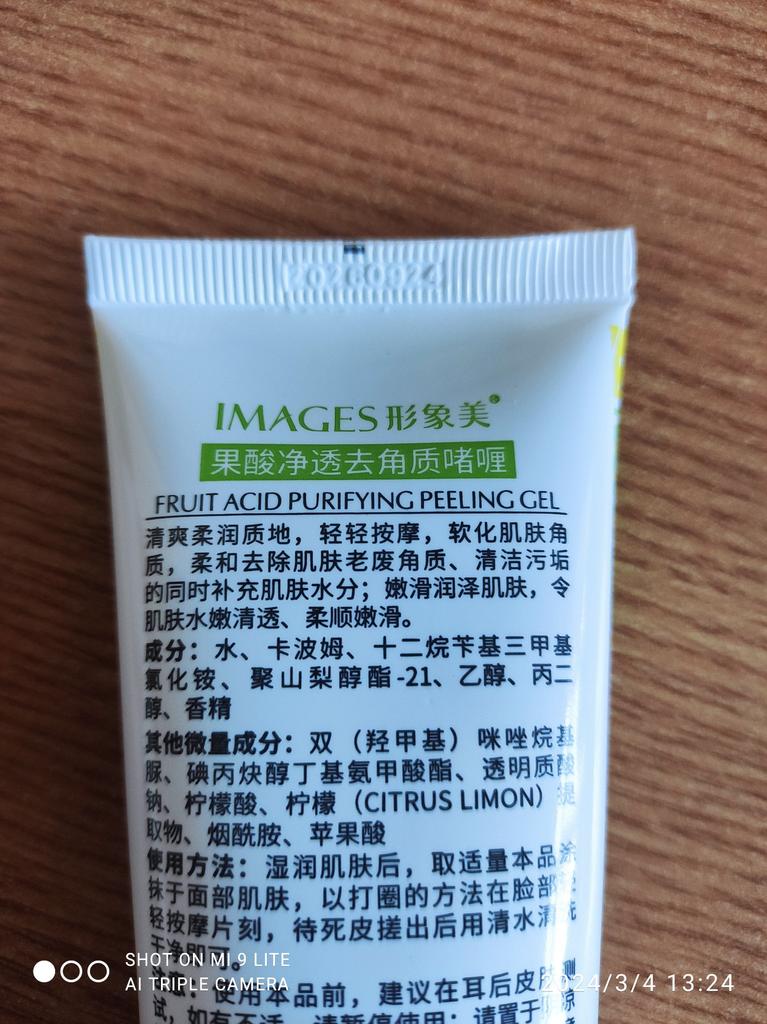 20260924
IMAGES 形象美®
果酸净透去角质啫喱
FRUIT ACID PURIFYING PEELING GEL
清爽柔润质地，轻轻按摩，软化肌肤角
质，柔和去除肌肤老废角质、清洁污垢
的同时补充肌肤水分；嫩滑润泽肌肤，令
肌肤水嫩清透、柔顺嫩滑。
成分：水、卡波姆、十二烷苄基三甲基
氯化铵、聚山梨醇酯-21、乙醇、丙二
醇、香精
其他微量成分：双（羟甲基）咪唑烷基
脲、碘丙炔醇丁基氨甲酸酯、透明质酸
钠、柠檬酸、柠檬（CITRUS LIMON）提
取物、烟酰胺、苹果酸
使用方法：湿润肌肤后，取适量本品涂
抹于面部肌肤，以打圈的方法在脸部轻
轻按摩片刻，待死皮搓出后用清水清洗
干净即可。
注意：使用本品前，建议在耳后皮肤测
试，如有不适，请暂停使用；请置于阴凉
SHOT ON MI 9 LITE
AI TRIPLE CAMERA
2024/3/4 13:24